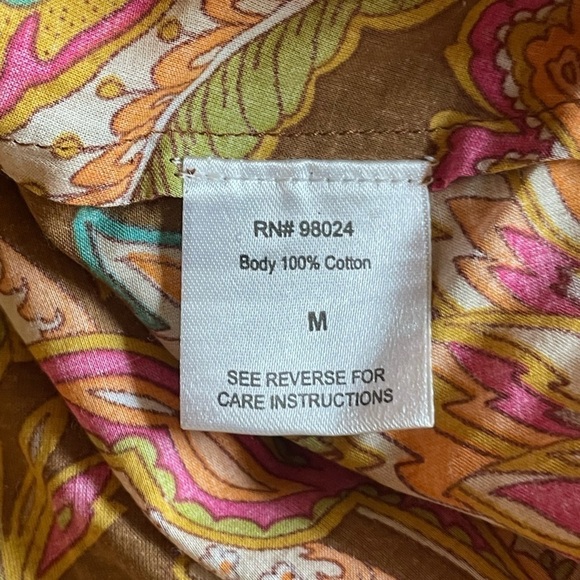 RN# 98024
Body 100% Cotton
M
SEE REVERSE FOR
CARE INSTRUCTIONS